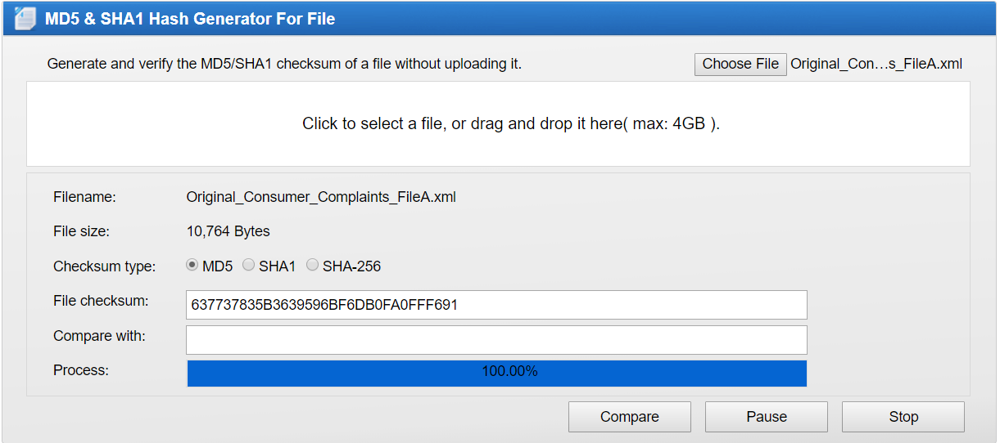 MD5 & SHA1 Hash Generator For File
Generate and verify the MD5/SHA1 checksum of a file without uploading it. Choose File Original_Con...s_FileA.xml
Click to select a file, or drag and drop it here( max: 4GB ).
Filename: Original_Consumer_Complaints_FileA.xml
File size: 10,764 Bytes
Checksum type: MD5 SHA1 SHA-256
File checksum: 637737835B3639596BF6DB0FA0FFF691
Compare with:
Process: 100.00%
Compare Pause Stop